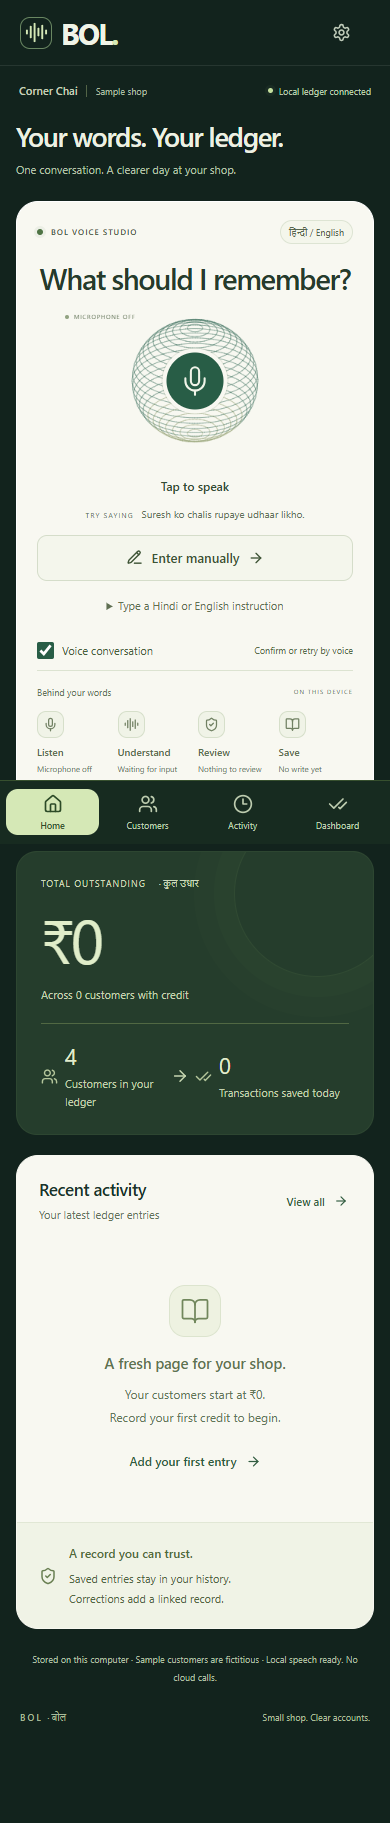 BOL.
Corner Chai | Sample shop
Local ledger connected
Your words. Your ledger.
One conversation. A clearer day at your shop.
BOL VOICE STUDIO
हिन्दी / English
What should I remember?
MICROPHONE OFF
Tap to speak
TRY SAYING Suresh ko chalis rupaye udhaar likho.
Enter manually
Type a Hindi or English instruction
Voice conversation
Confirm or retry by voice
Behind your words
ON THIS DEVICE
Listen
Microphone off
Understand
Waiting for input
Review
Nothing to review
Save
No write yet
Home
Customers
Activity
Dashboard
TOTAL OUTSTANDING · कुल उधार
₹0
Across 0 customers with credit
4
Customers in your
ledger
0
Transactions saved today
Recent activity
Your latest ledger entries
View all
A fresh page for your shop.
Your customers start at ₹0.
Record your first credit to begin.
Add your first entry
A record you can trust.
Saved entries stay in your history.
Corrections add a linked record.
Stored on this computer · Sample customers are fictitious · Local speech ready. No
cloud calls.
BOL · बोल
Small shop. Clear accounts.